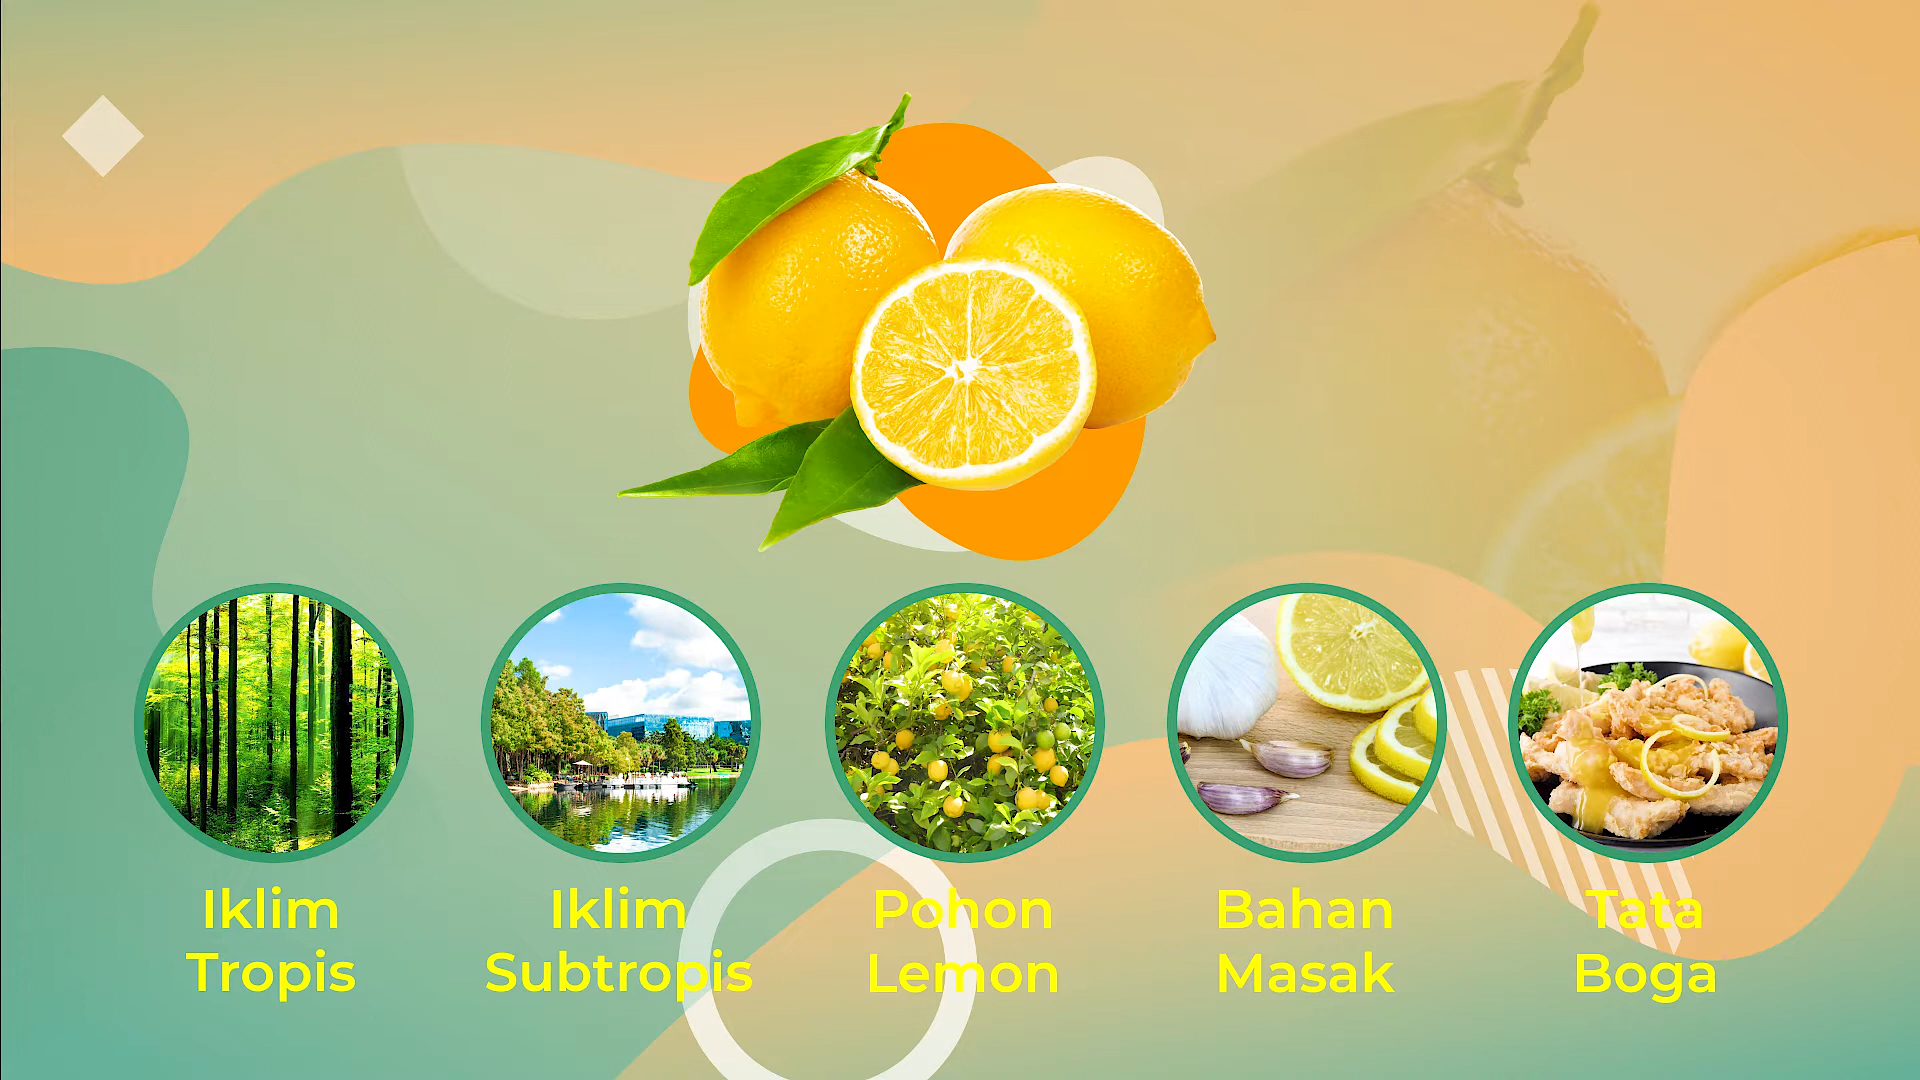 Iklim
Tropis
Iklim
Subtropis
Pohon
Lemon
Bahan
Masak
Tata
Boga